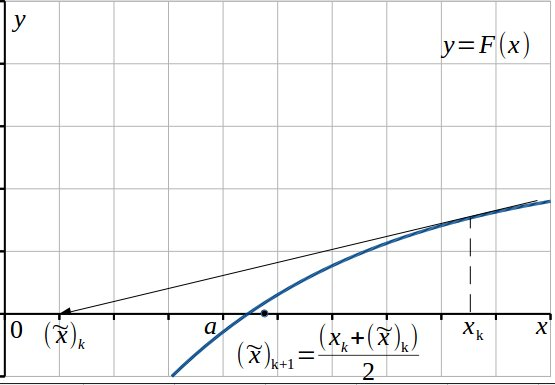 y
y=F(x)
0 (x̃)ₖ a xₖ x
(x̃)ₖ₊₁=(xₖ+(x̃)ₖ)/2